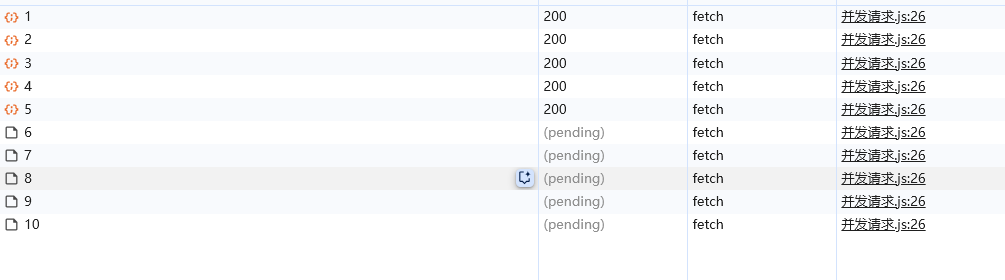 1 200 fetch 并发请求.js:26
2 200 fetch 并发请求.js:26
3 200 fetch 并发请求.js:26
4 200 fetch 并发请求.js:26
5 200 fetch 并发请求.js:26
6 (pending) fetch 并发请求.js:26
7 (pending) fetch 并发请求.js:26
8 (pending) fetch 并发请求.js:26
9 (pending) fetch 并发请求.js:26
10 (pending) fetch 并发请求.js:26